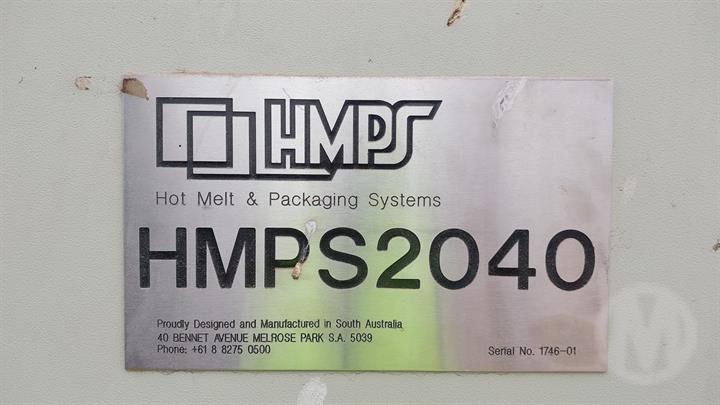 HMPS
Hot Melt & Packaging Systems
HMPS2040
Proudly Designed and Manufactured in South Australia
40 BENNET AVENUE MELROSE PARK S.A. 5039
Phone: +61 8 8275 0500
Serial No. 1746-01